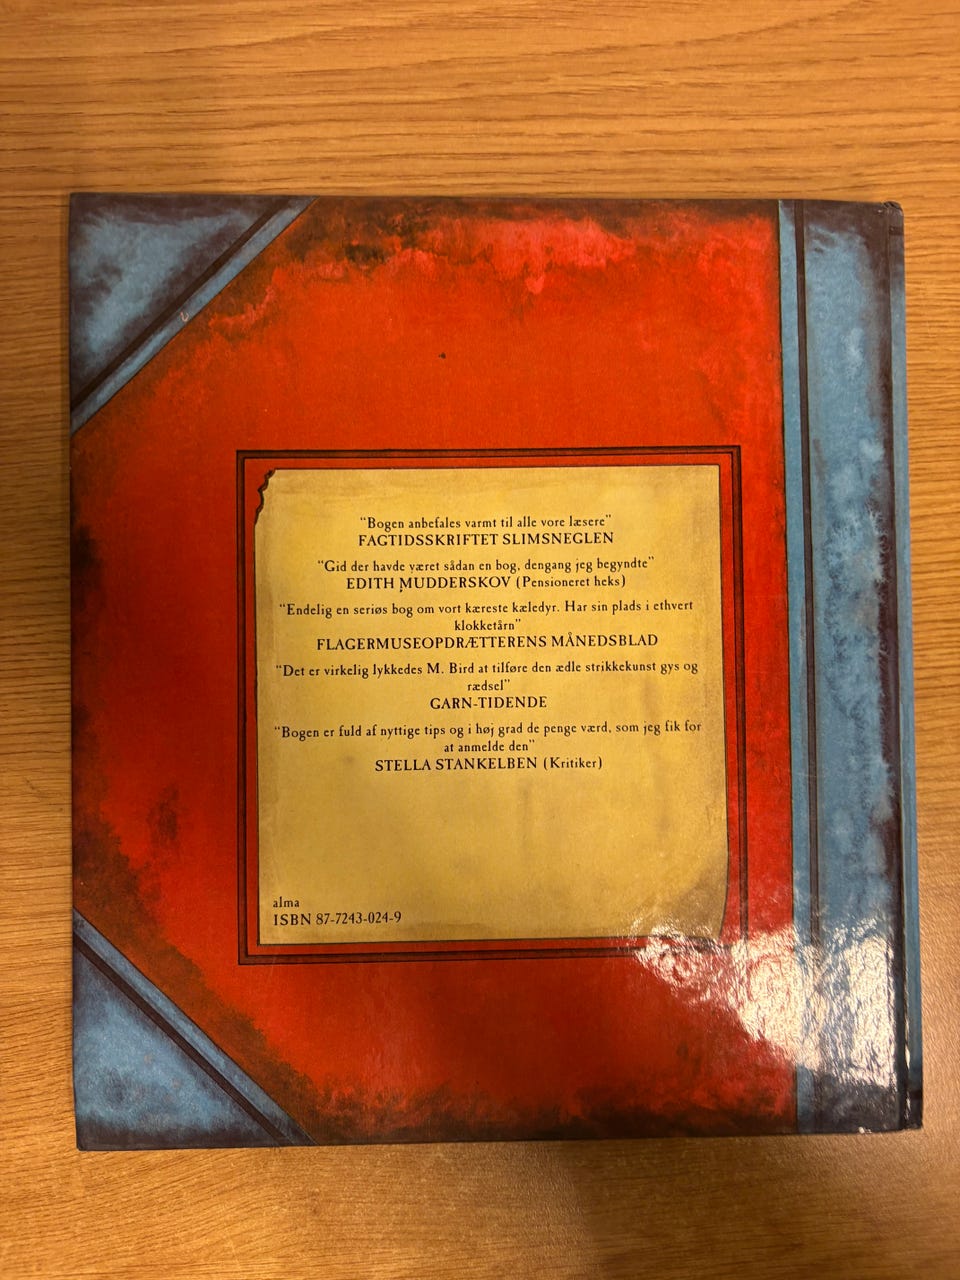 "Bogen anbefales varmt til alle vore læsere"
FAGTIDSSKRIFTET SLIMSNEGLEN
"Gid der havde været sådan en bog, dengang jeg begyndte"
EDITH MUDDERSKOV (Pensioneret heks)
"Endelig en seriøs bog om vort kæreste kæledyr. Har sin plads i ethvert
klokketårn"
FLAGERMUSEOPDRÆTTERENS MÅNEDSBLAD
"Det er virkelig lykkedes M. Bird at tilføre den ædle strikkekunst gys og
rædsel"
GARN-TIDENDE
"Bogen er fuld af nyttige tips og i høj grad de penge værd, som jeg fik for
at anmelde den"
STELLA STANKELBEN (Kritiker)
alma
ISBN 87-7243-024-9